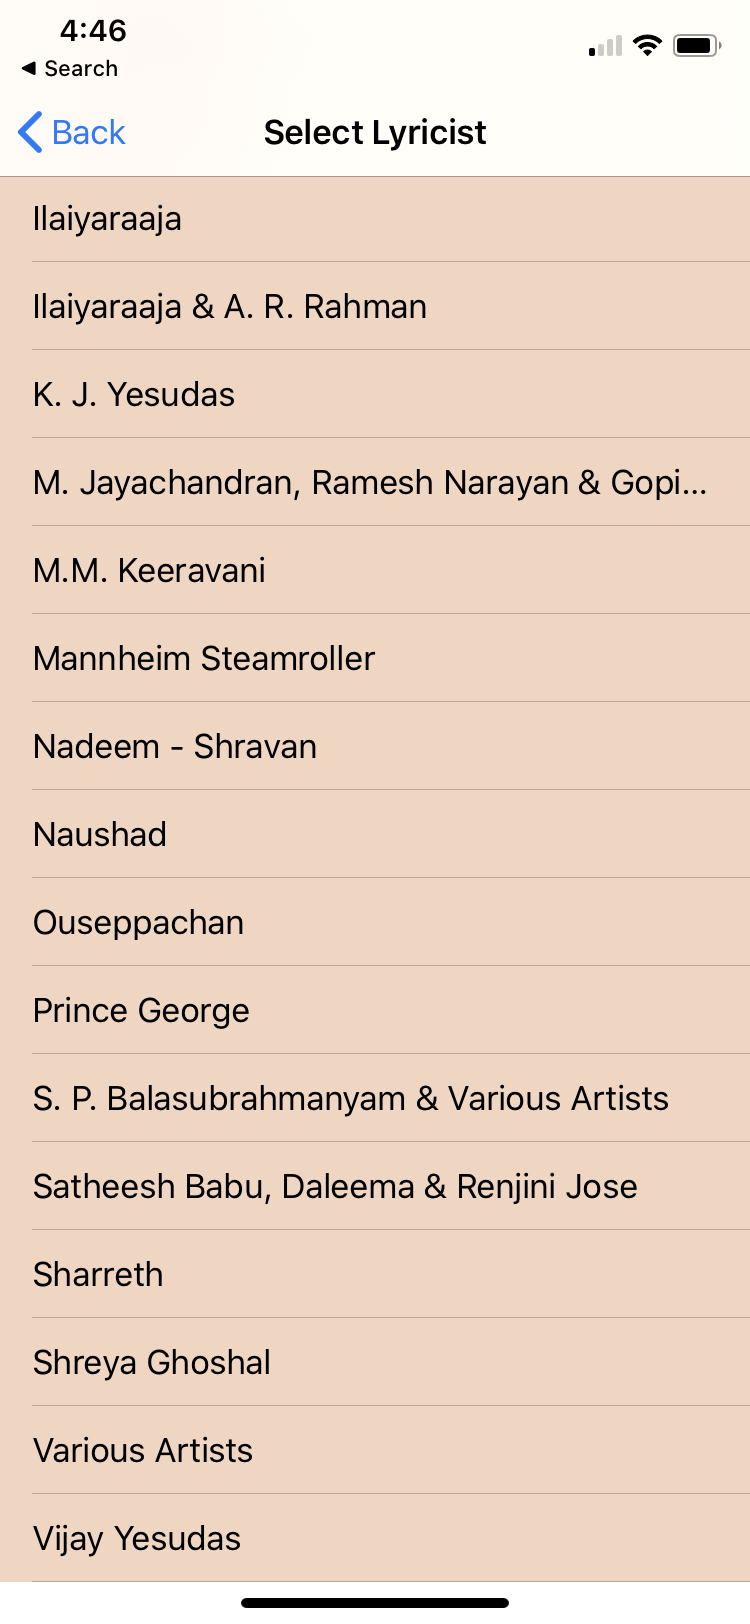 4:46
◀ Search
Back
Select Lyricist
Ilaiyaraaja
Ilaiyaraaja & A. R. Rahman
K. J. Yesudas
M. Jayachandran, Ramesh Narayan & Gopi...
M.M. Keeravani
Mannheim Steamroller
Nadeem - Shravan
Naushad
Ouseppachan
Prince George
S. P. Balasubrahmanyam & Various Artists
Satheesh Babu, Daleema & Renjini Jose
Sharreth
Shreya Ghoshal
Various Artists
Vijay Yesudas